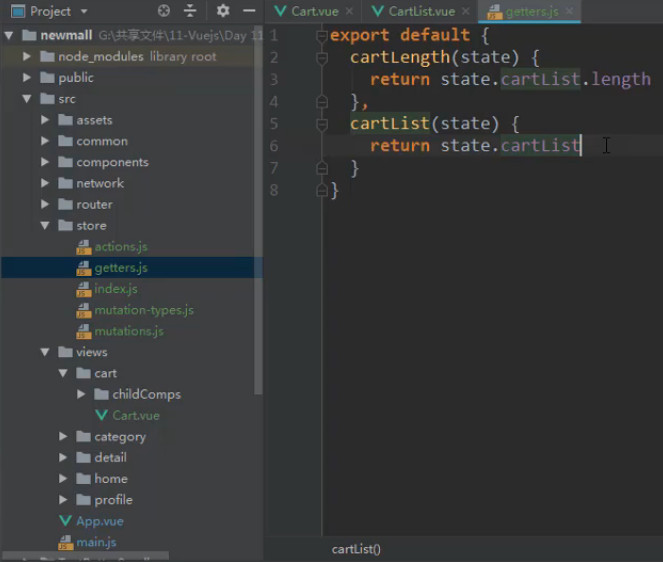 Project
Cart.vue
CartList.vue
getters.js
newmall G:\共享文件\11-Vuejs\Day 11
node_modules library root
public
src
assets
common
components
network
router
store
actions.js
getters.js
index.js
mutation-types.js
mutations.js
views
cart
childComps
Cart.vue
category
detail
home
profile
App.vue
main.js
1 export default {
2 cartLength(state) {
3 return state.cartList.length
4 },
5 cartList(state) {
6 return state.cartList
7 }
8 }
cartList()